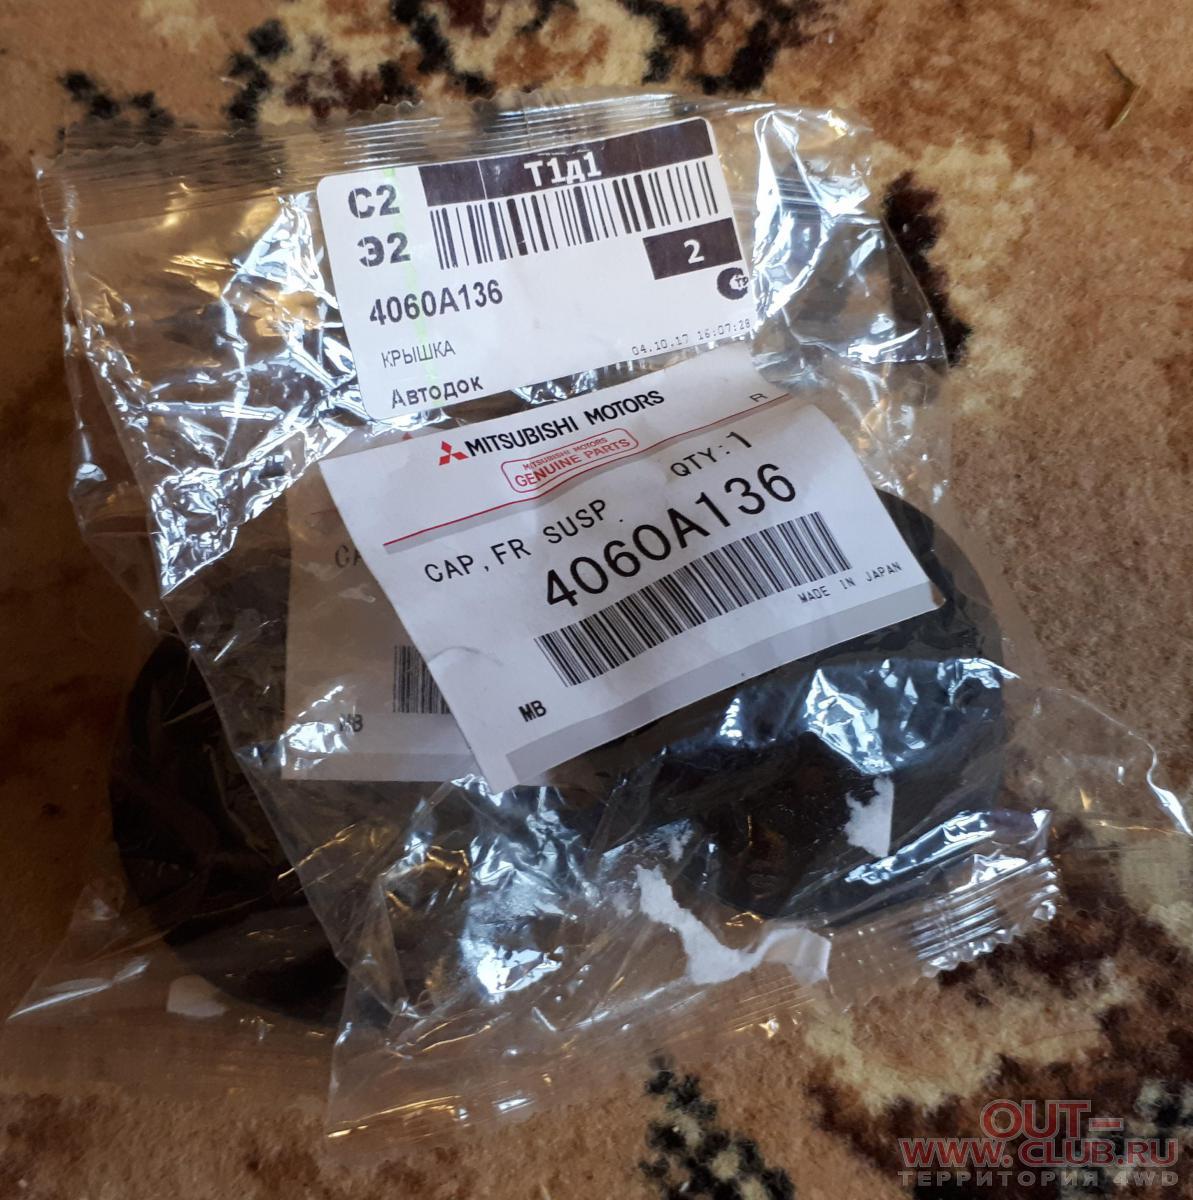 Т1д1
С2
Э2
2
4060A136
КРЫШКА
04.10.17 16:07:28
Автодок
MITSUBISHI MOTORS
R
MITSUBISHI MOTORS
GENUINE PARTS
QTY:1
CAP, FR SUSP
4060A136
MADE IN JAPAN
MB
MB
OUT-
WWW.CLUB.RU
ТЕРРИТОРИЯ 4WD